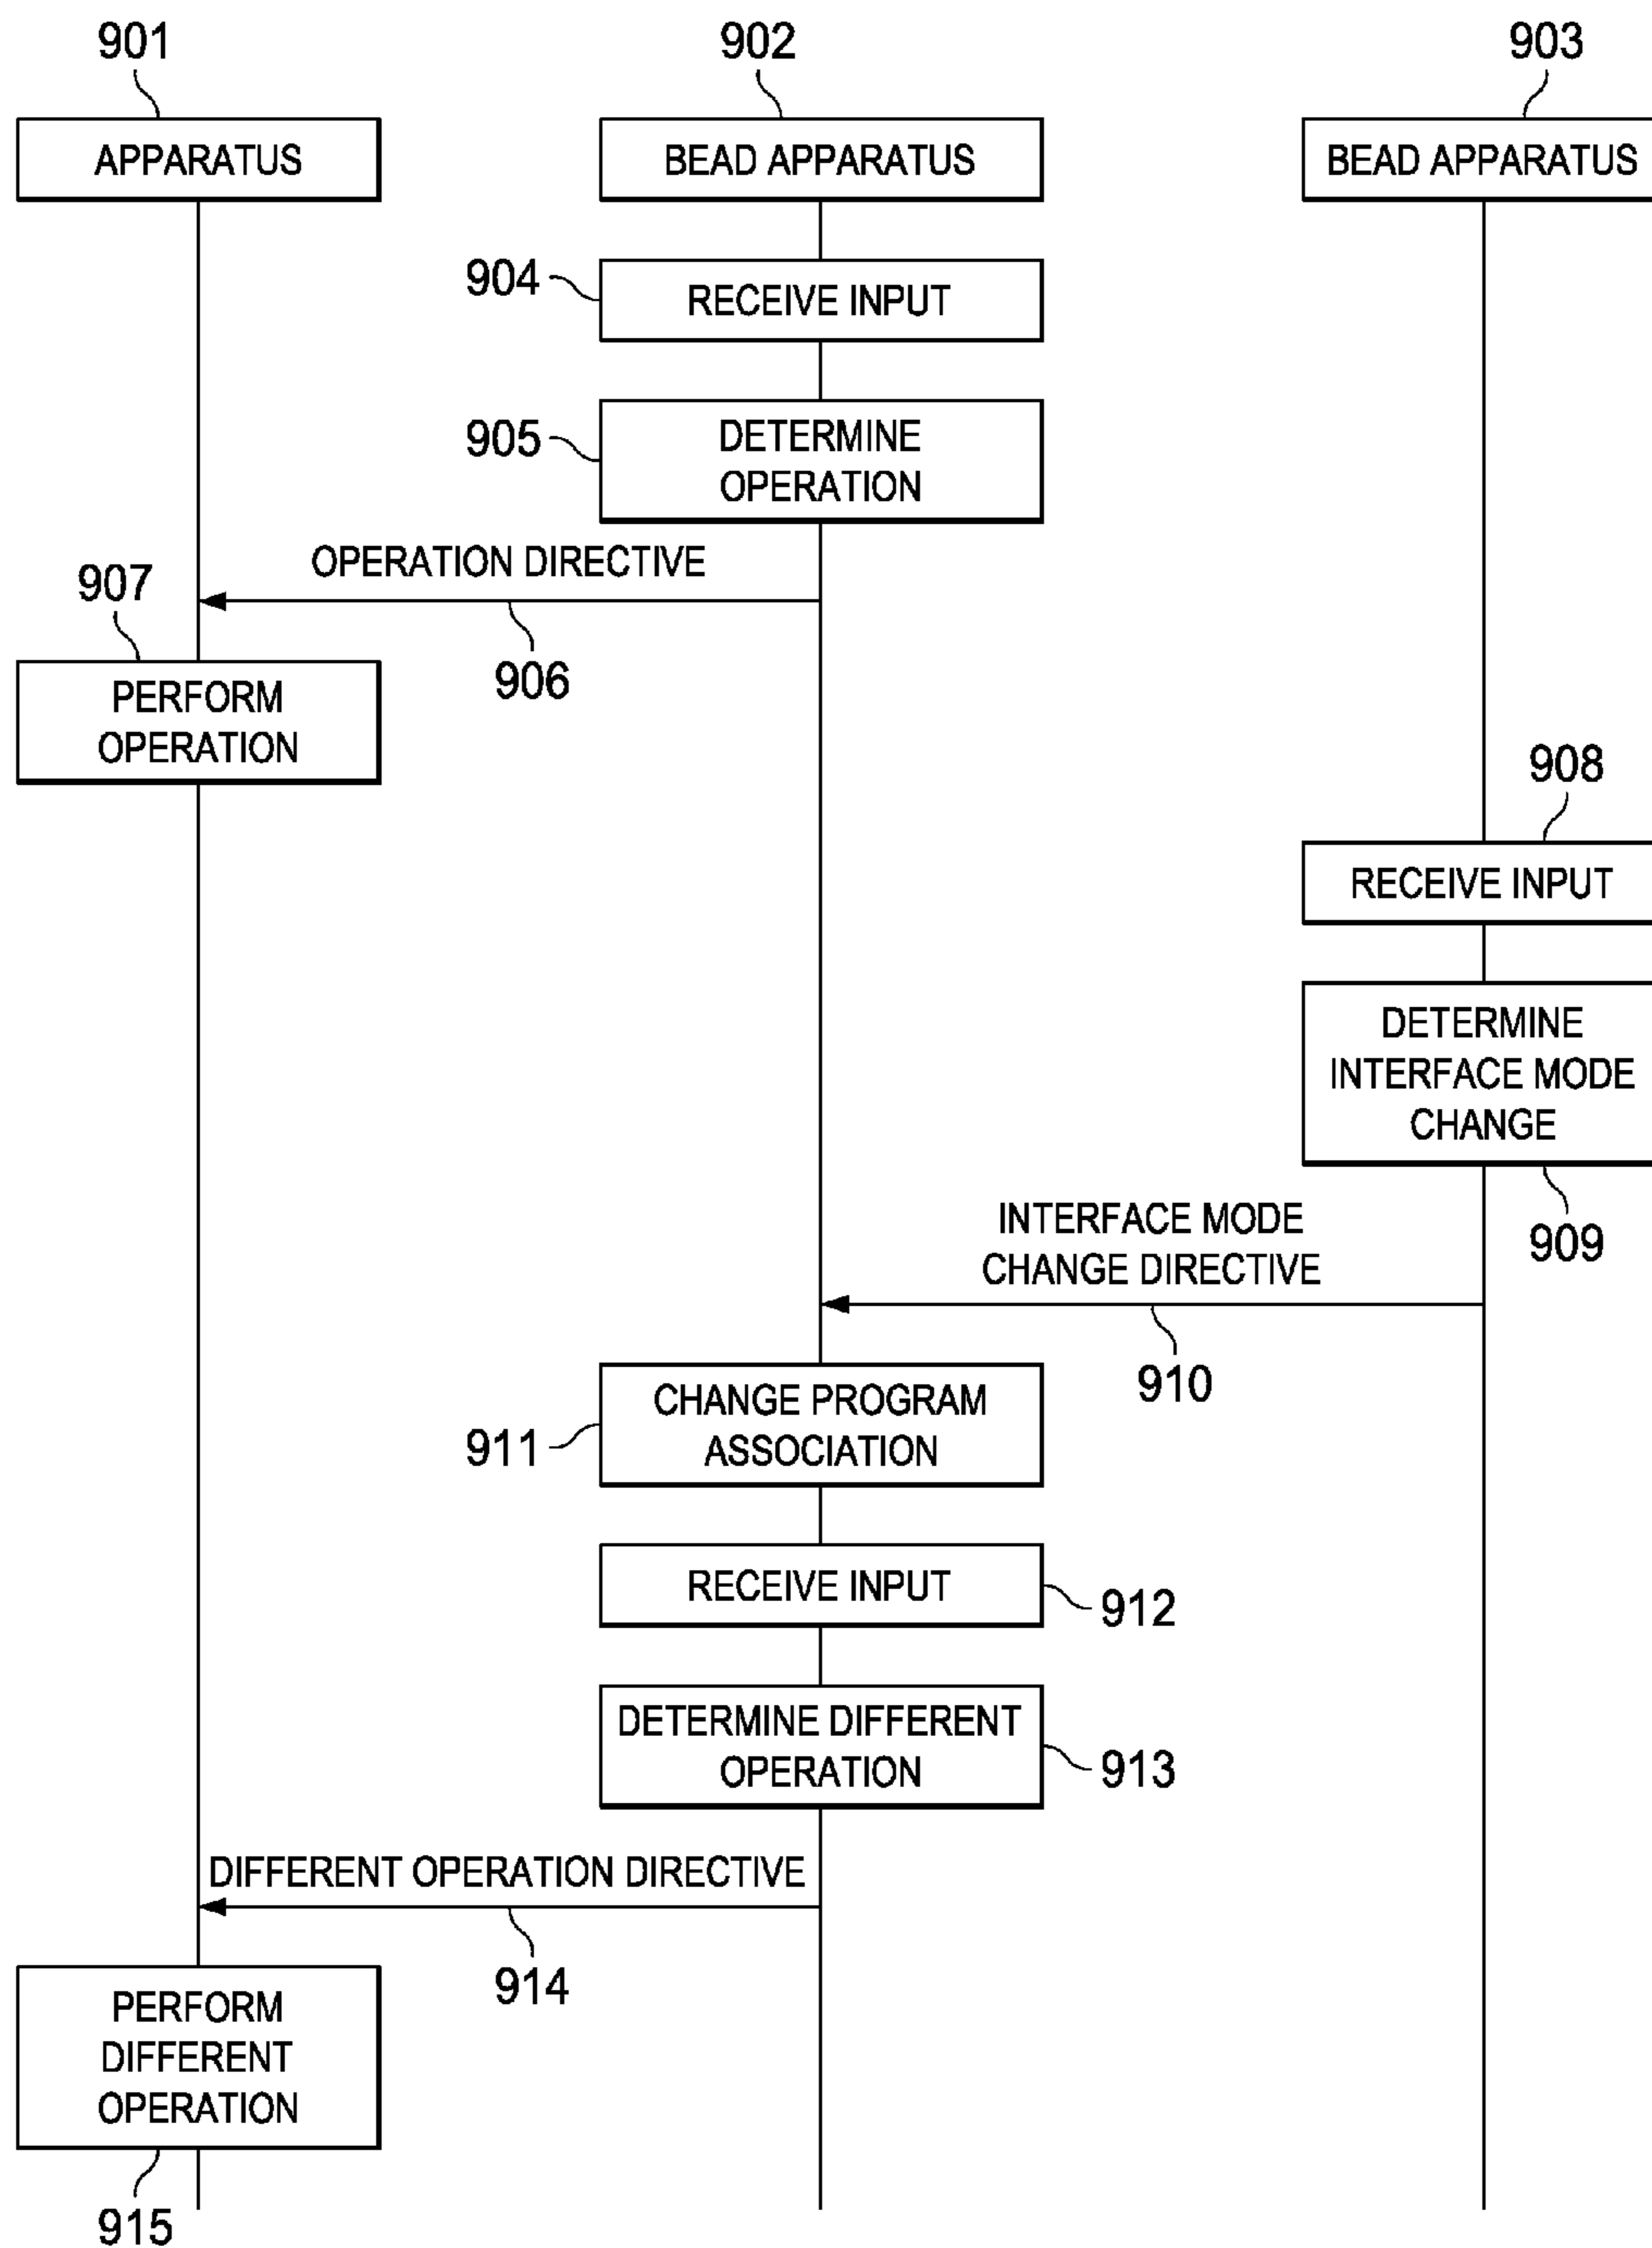 901
902
903
APPARATUS
BEAD APPARATUS
BEAD APPARATUS
904
RECEIVE INPUT
905
DETERMINE
OPERATION
OPERATION DIRECTIVE
907
906
PERFORM
OPERATION
908
RECEIVE INPUT
DETERMINE
INTERFACE MODE
CHANGE
909
INTERFACE MODE
CHANGE DIRECTIVE
910
CHANGE PROGRAM
ASSOCIATION
911
RECEIVE INPUT
912
DETERMINE DIFFERENT
OPERATION
913
DIFFERENT OPERATION DIRECTIVE
914
PERFORM
DIFFERENT
OPERATION
915